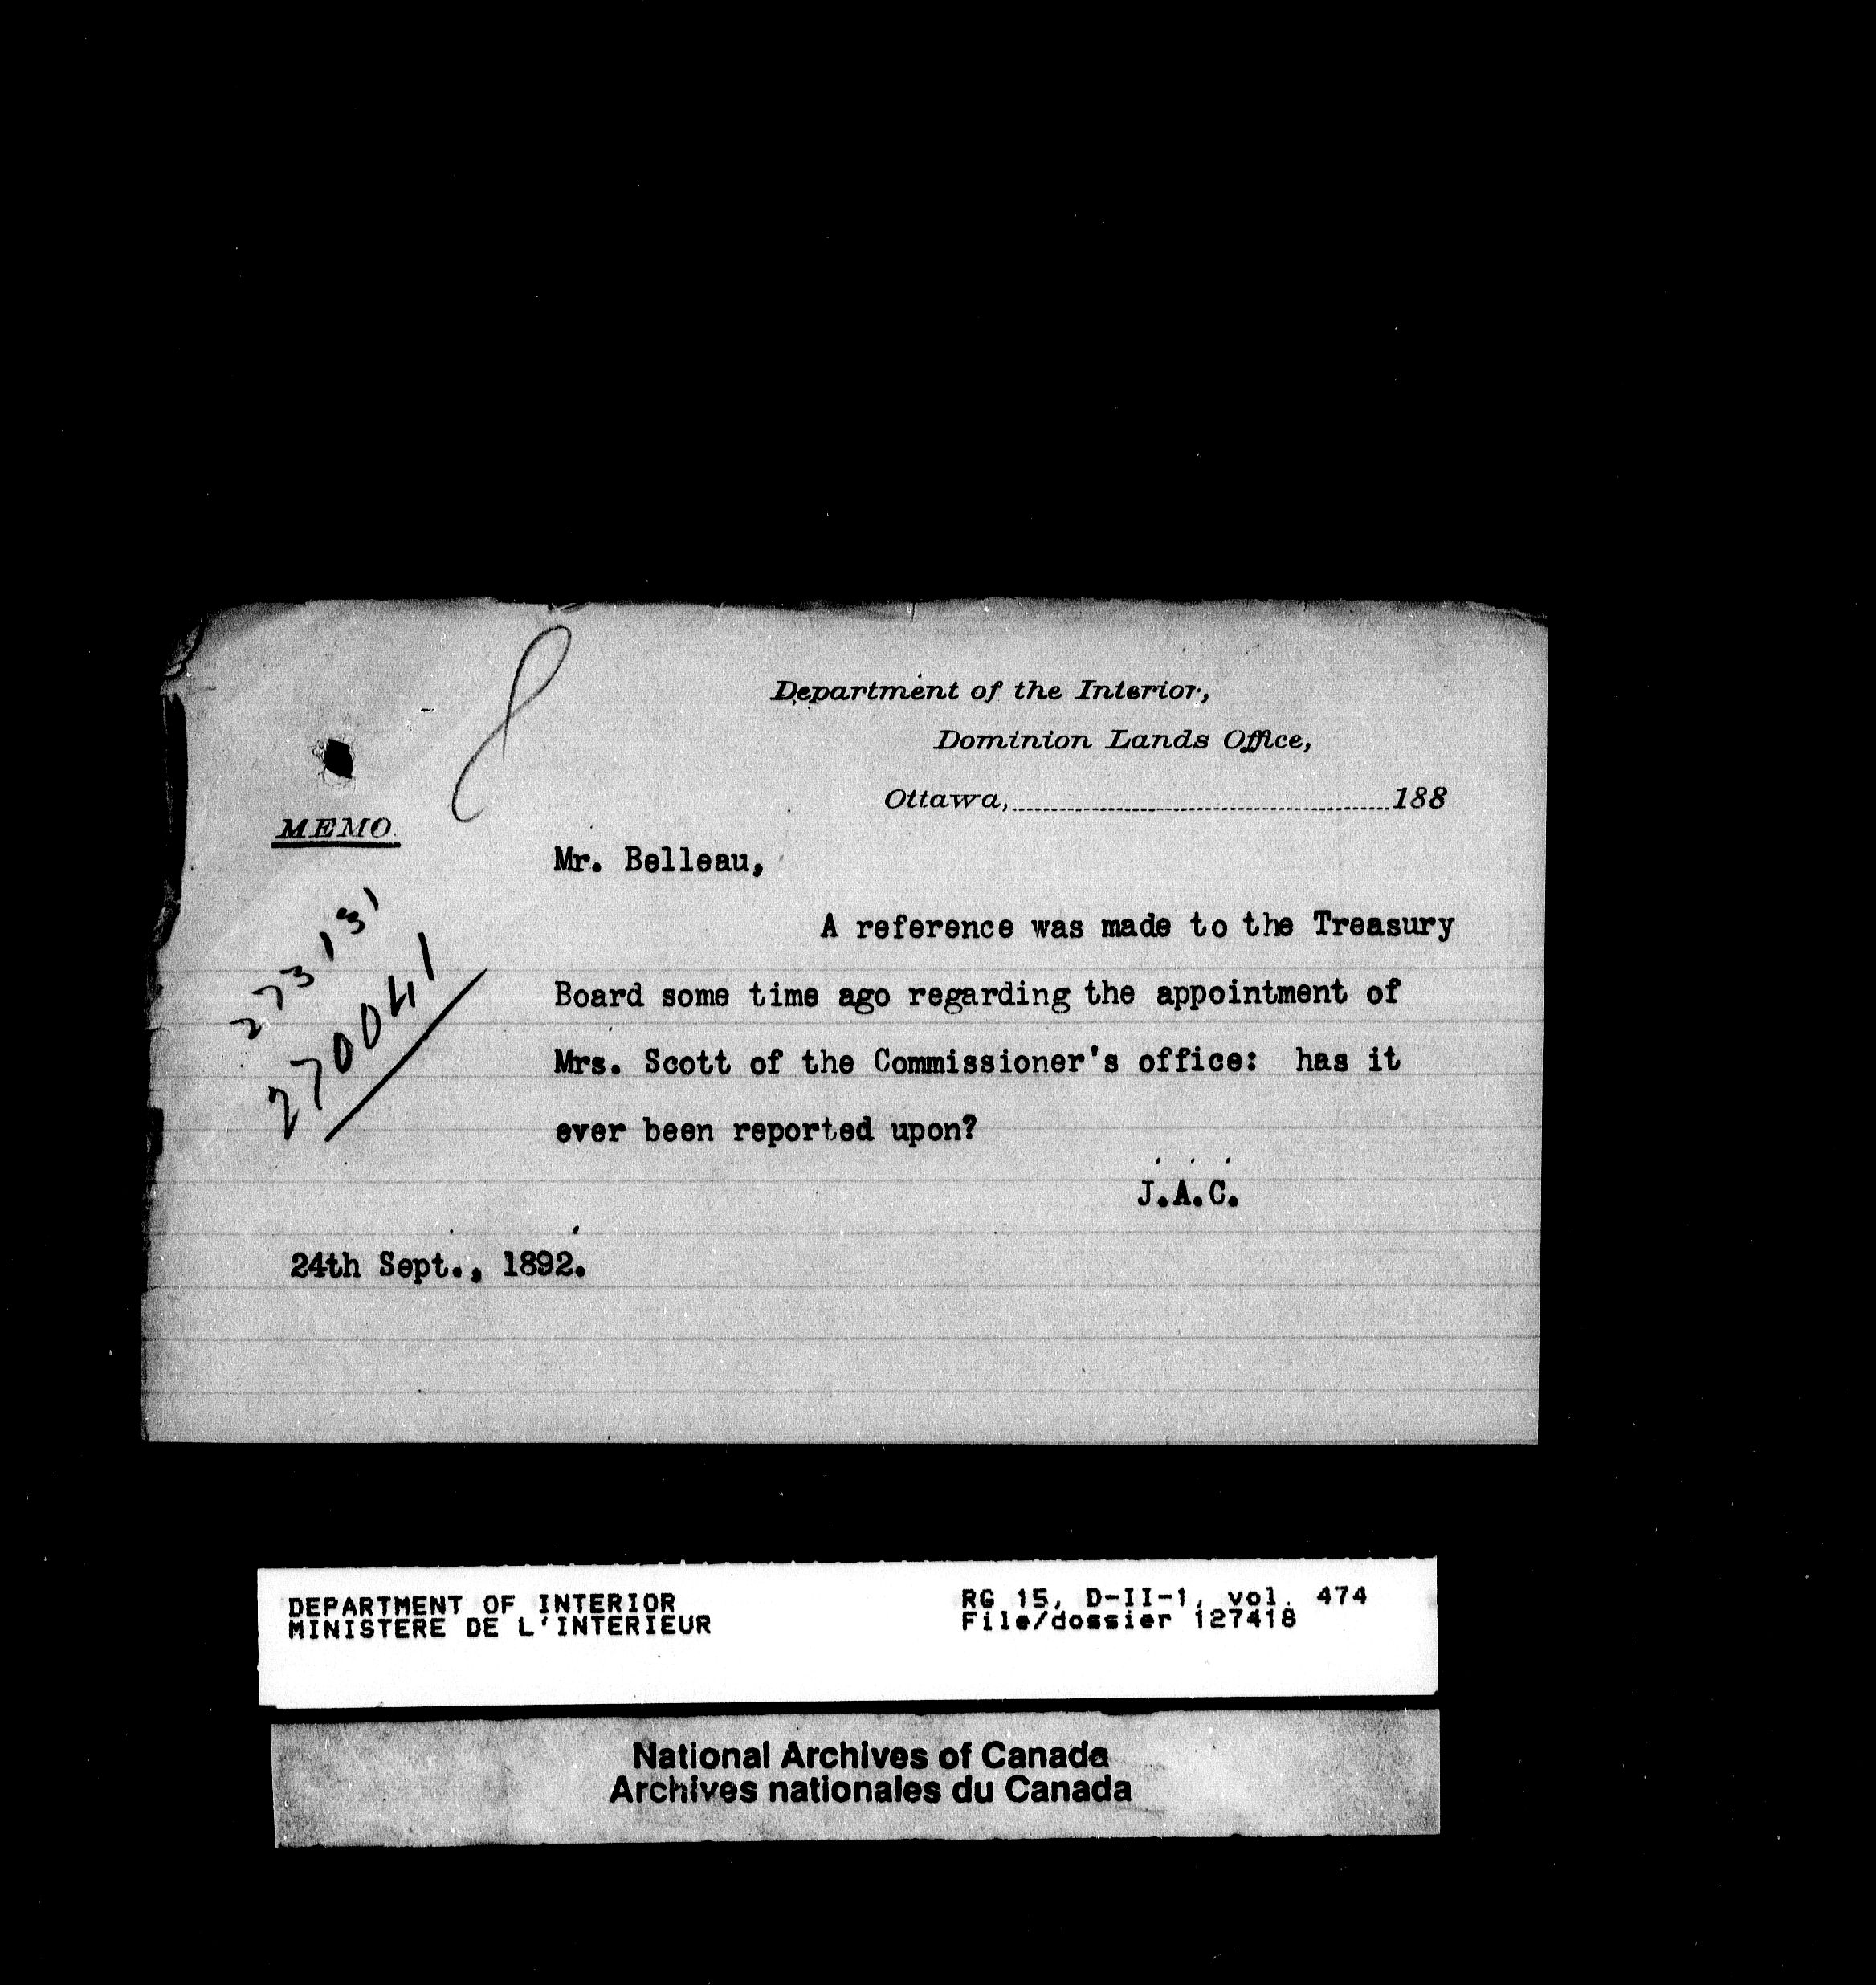 Department of the Interior,
Dominion Lands Office,
Ottawa,..............................188
MEMO.
Mr. Belleau,
A reference was made to the Treasury
Board some time ago regarding the appointment of
Mrs. Scott of the Commissioner's office: has it
ever been reported upon?
J.A.C.
24th Sept., 1892.
273131
270041
DEPARTMENT OF INTERIOR
MINISTERE DE L'INTERIEUR
RG 15, D-II-1, vol. 474
File/dossier 127418
National Archives of Canada
Archives nationales du Canada